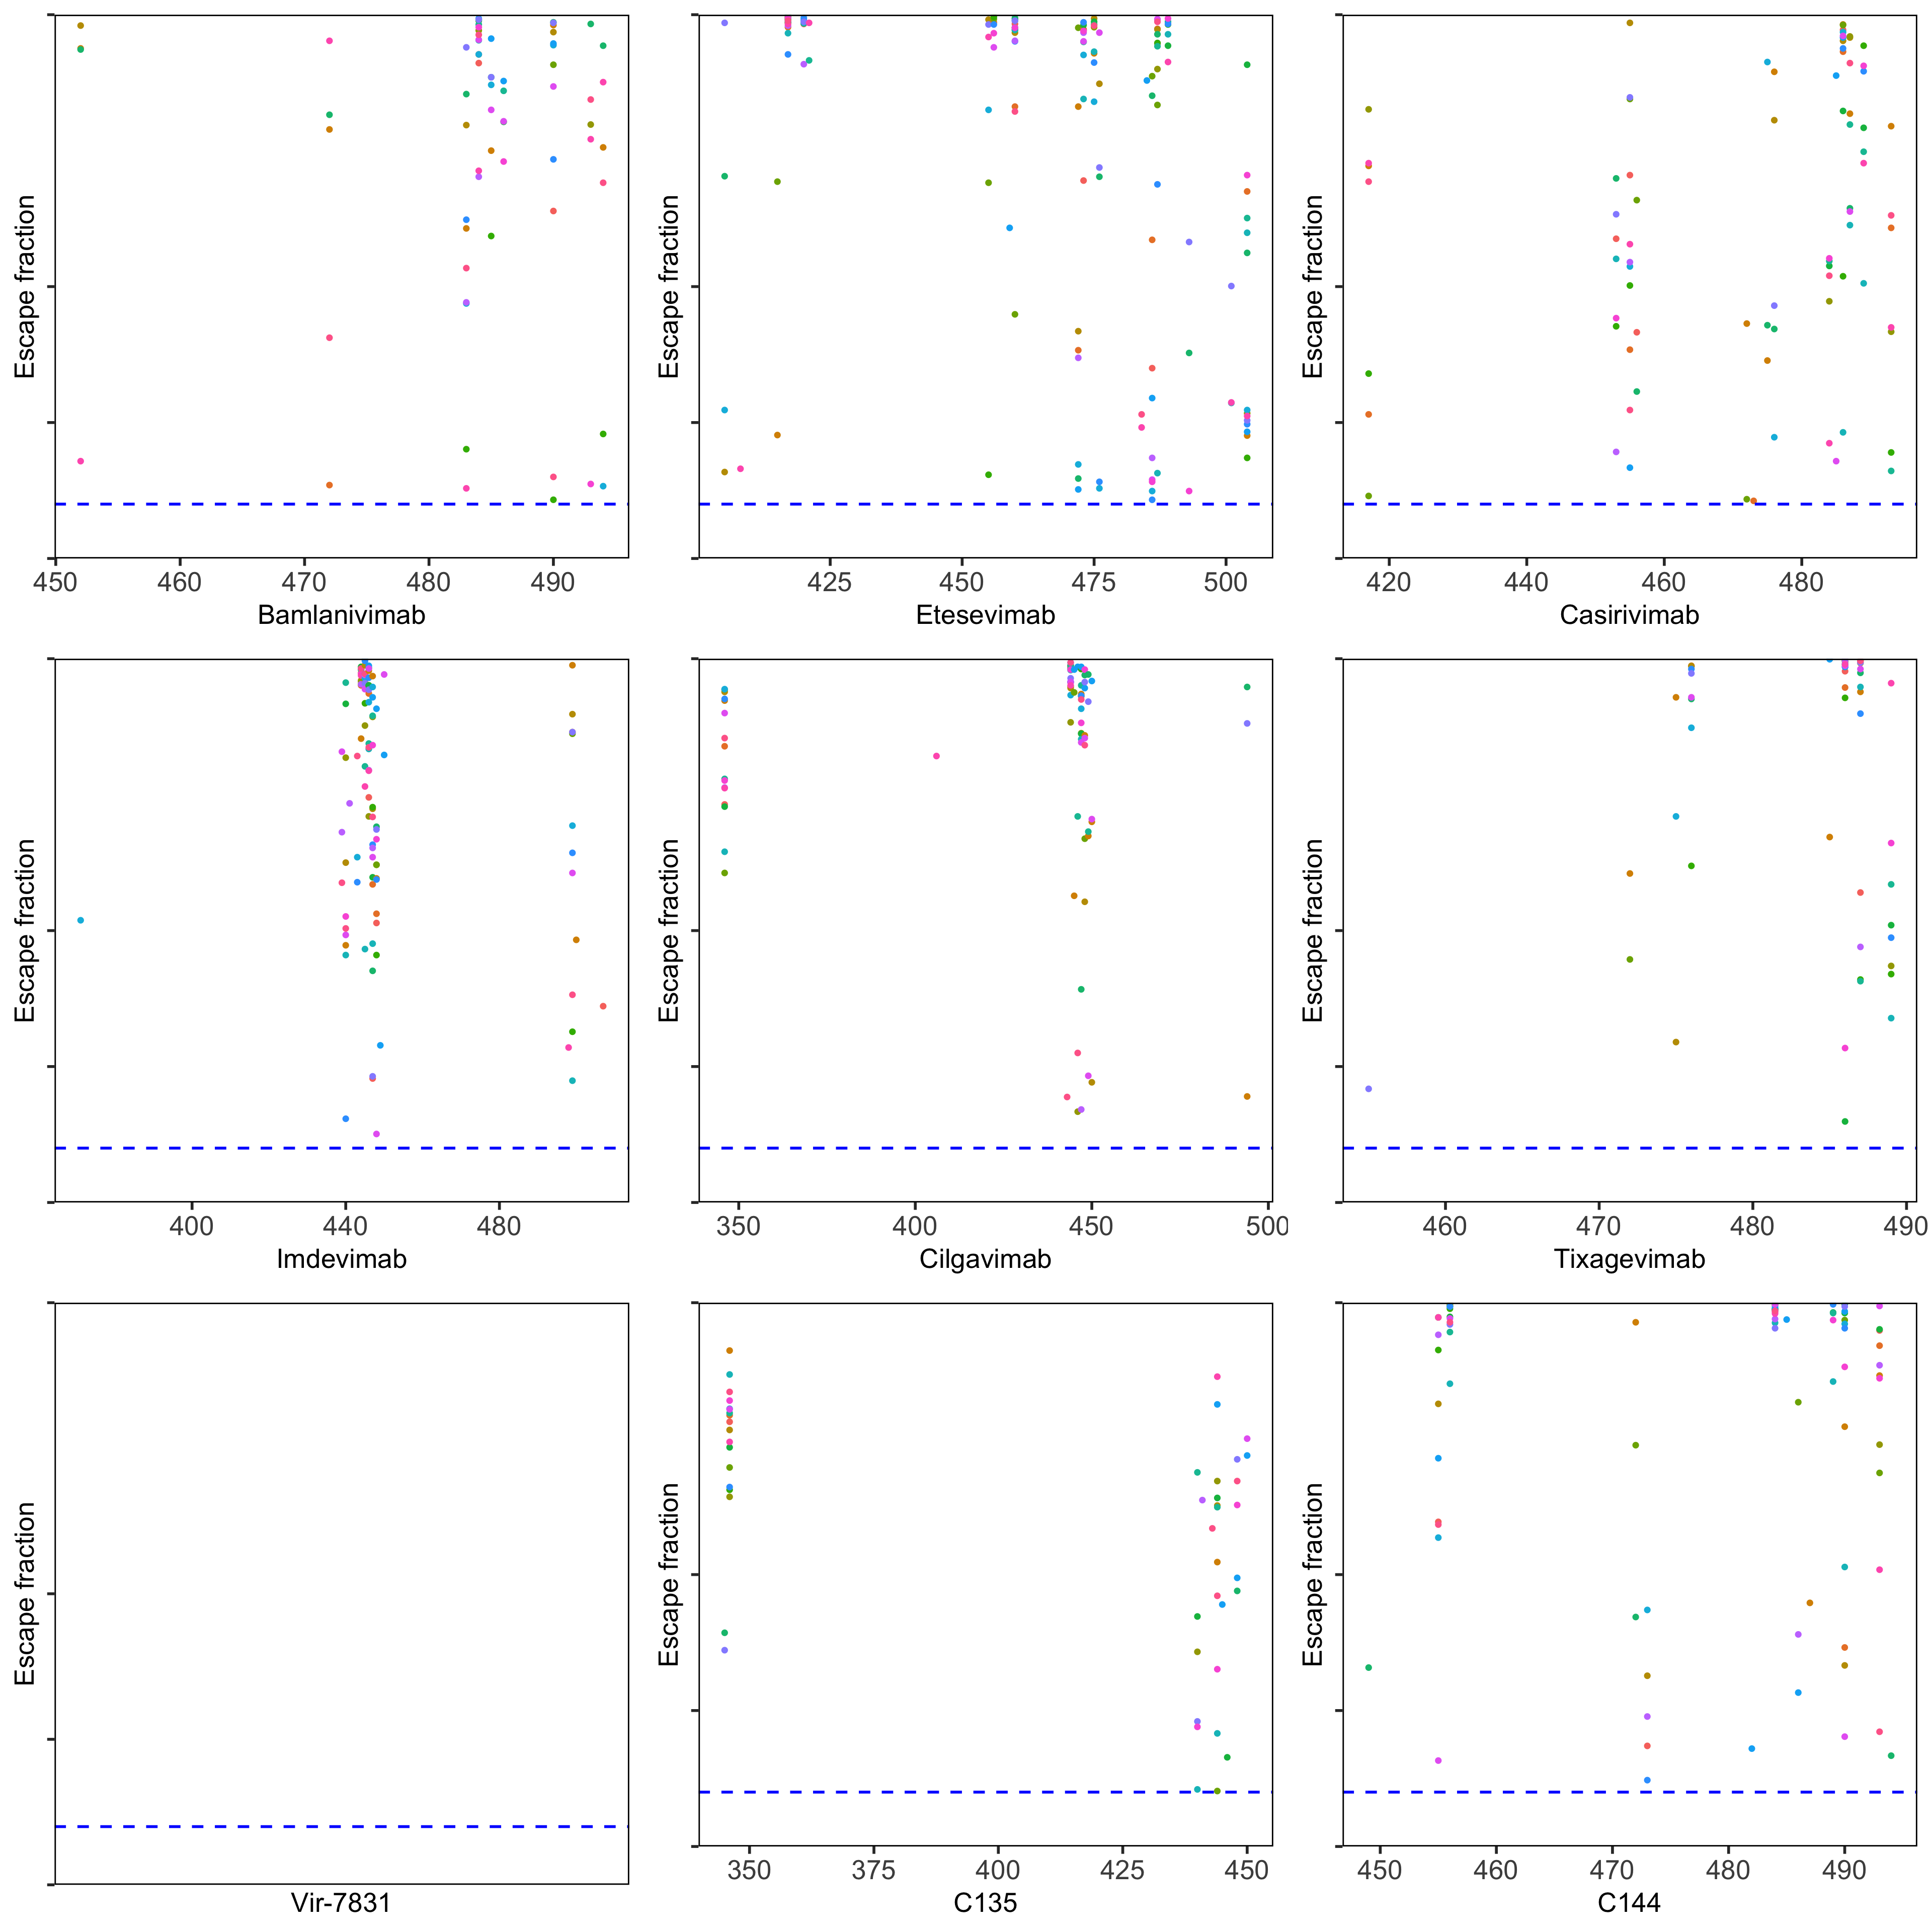 Escape fraction
450 460 470 480 490
Bamlanivimab
Escape fraction
425 450 475 500
Etesevimab
Escape fraction
420 440 460 480
Casirivimab
Escape fraction
400 440 480
Imdevimab
Escape fraction
350 400 450 500
Cilgavimab
Escape fraction
460 470 480 490
Tixagevimab
Escape fraction
Vir-7831
Escape fraction
350 375 400 425 450
C135
Escape fraction
450 460 470 480 490
C144